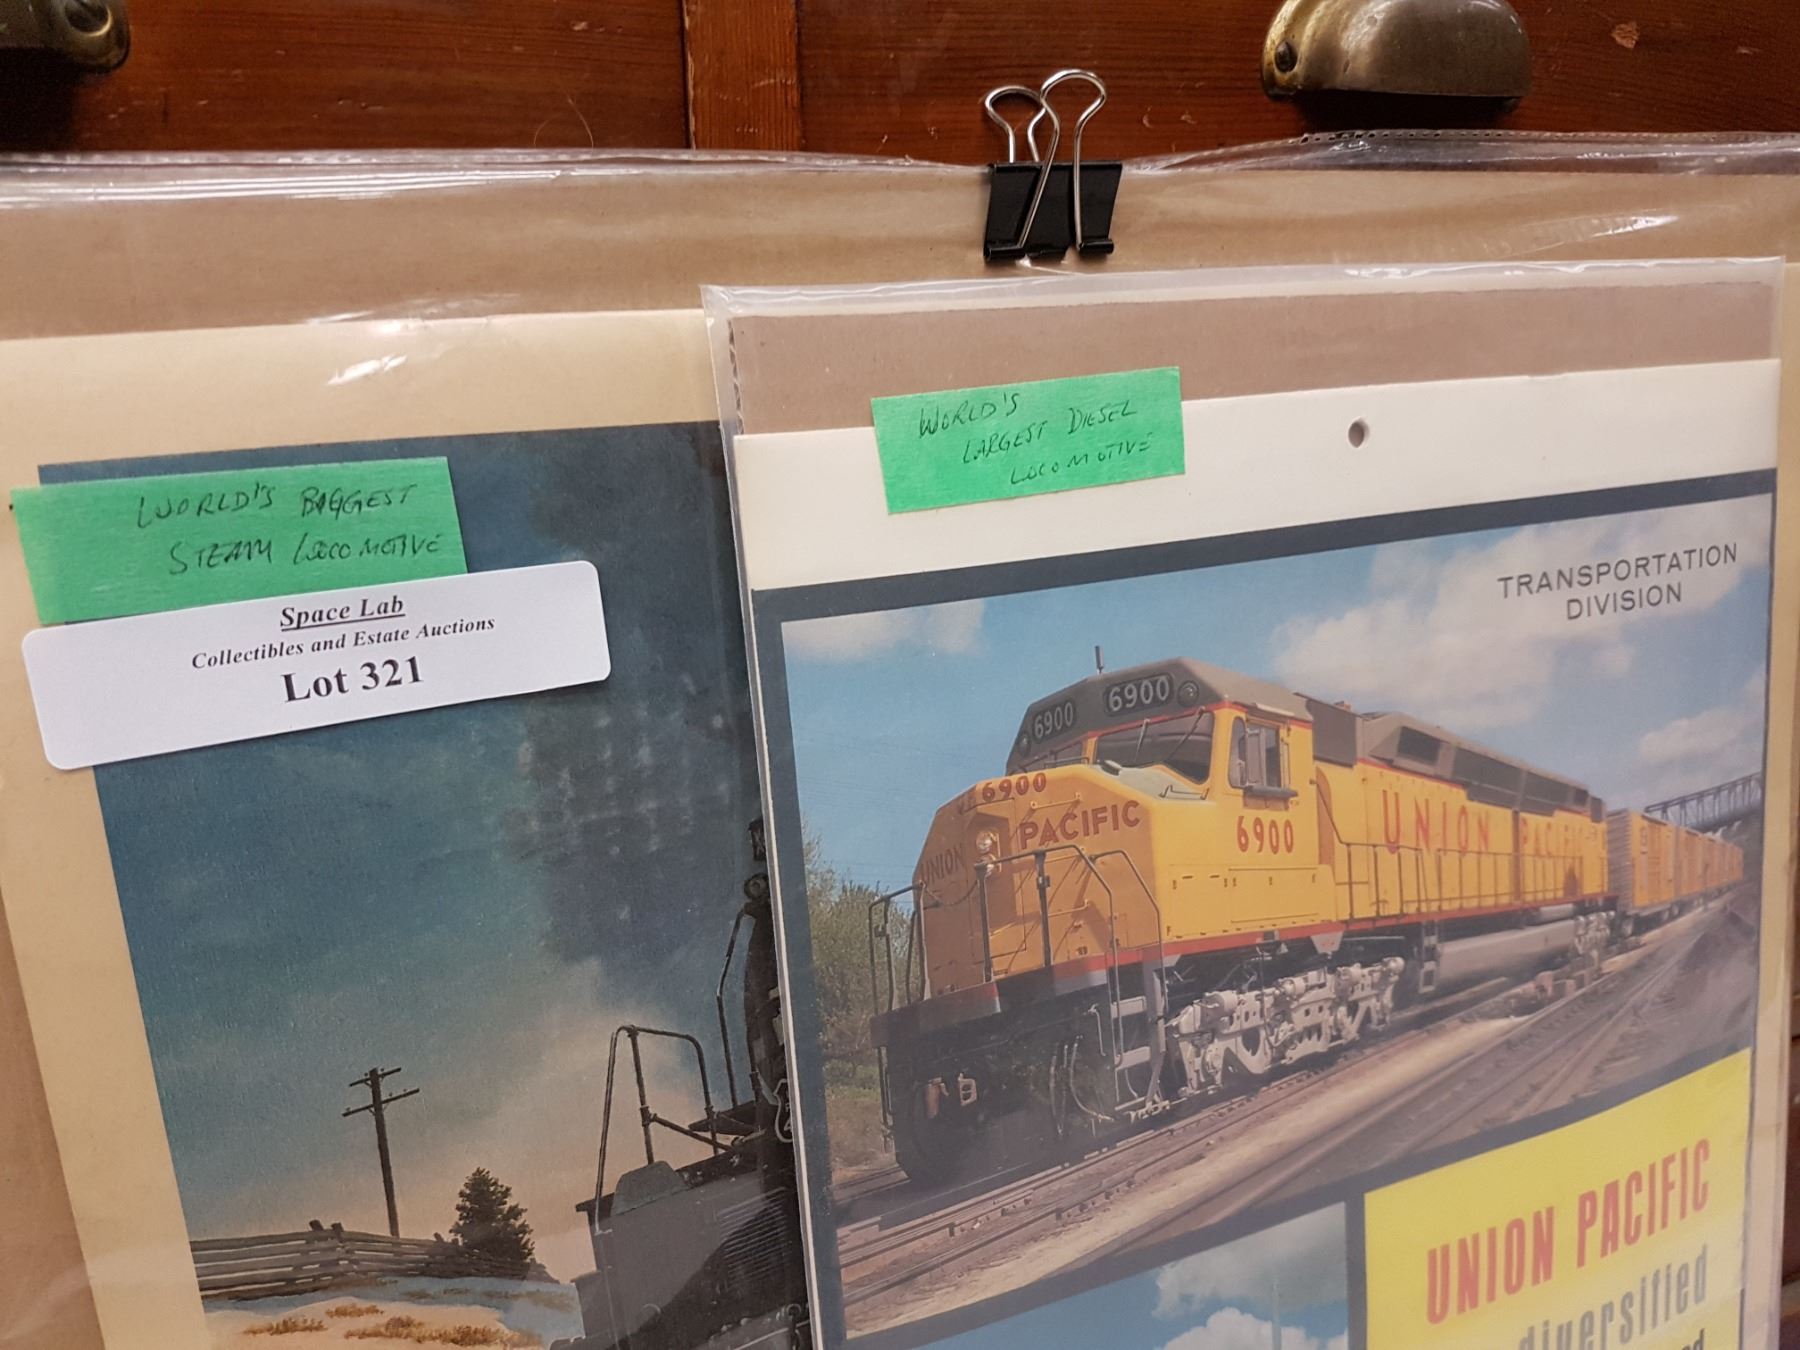 WORLD'S BIGGEST
STEAM LOCOMOTIVE
Space Lab
Collectibles and Estate Auctions
Lot 321
WORLD'S
LARGEST DIESEL
LOCOMOTIVE
TRANSPORTATION
DIVISION
6900
6900
6900
UNION PACIFIC
6900
UNION PACIFIC
UNION PACIFIC
diversified